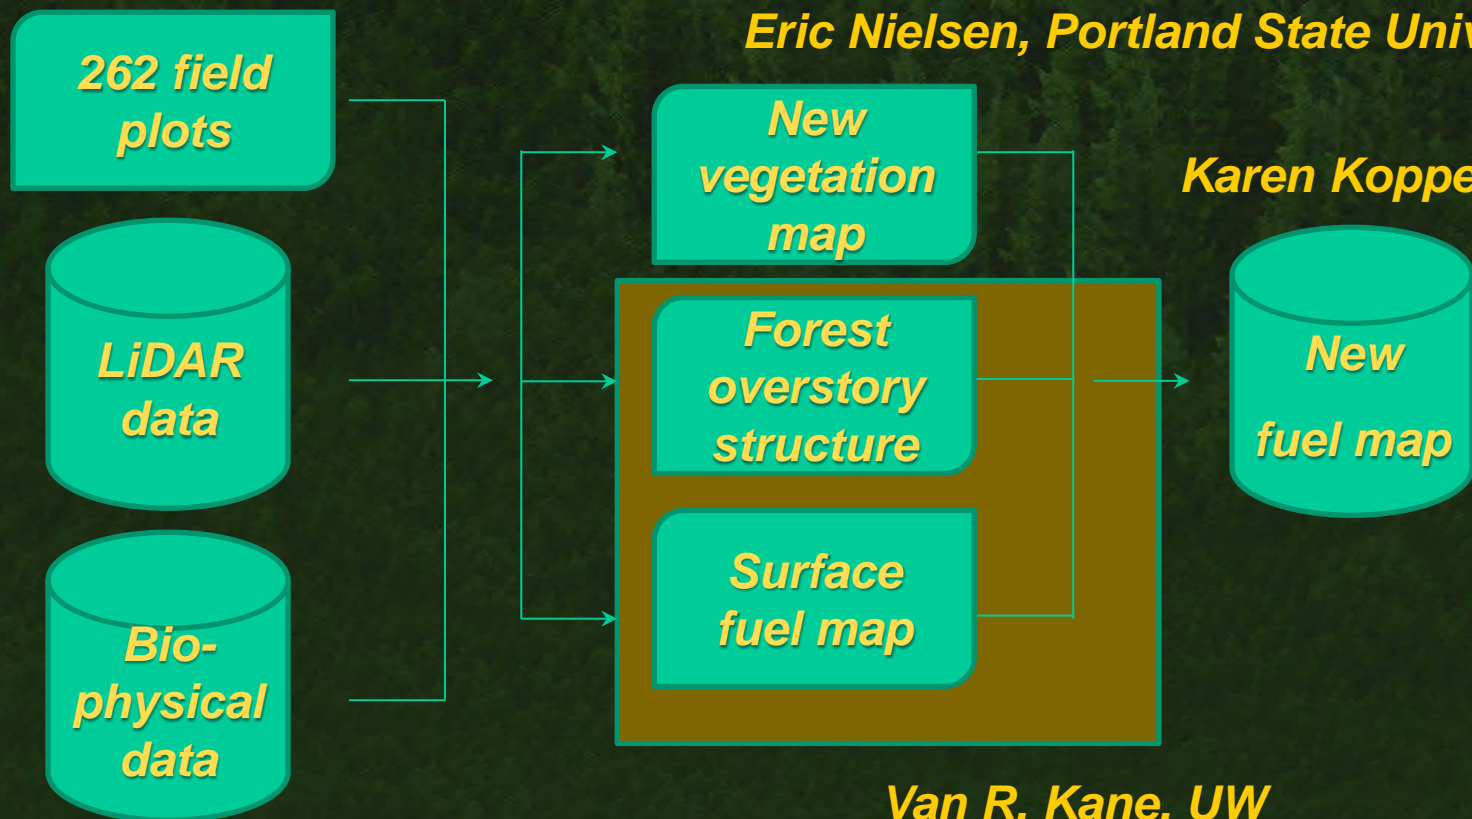 262 field
plots
LiDAR
data
Bio-
physical
data
Eric Nielsen, Portland State Univ
New
vegetation
map
Forest
overstory
structure
Surface
fuel map
Karen Koppe
New
fuel map
Van R. Kane, UW